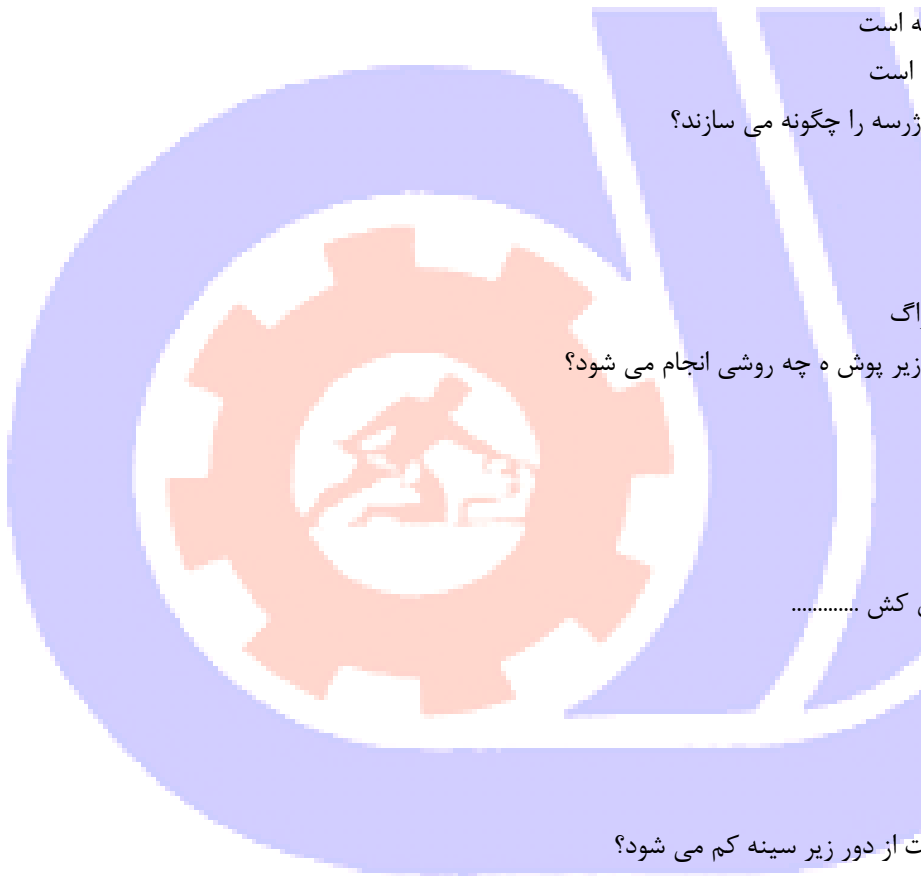 ه است
است
ژرسه را چگونه می سازند؟
اگ
زیر پوش ه چه روشی انجام می شود؟
کش .............
از دور زیر سینه کم می شود؟